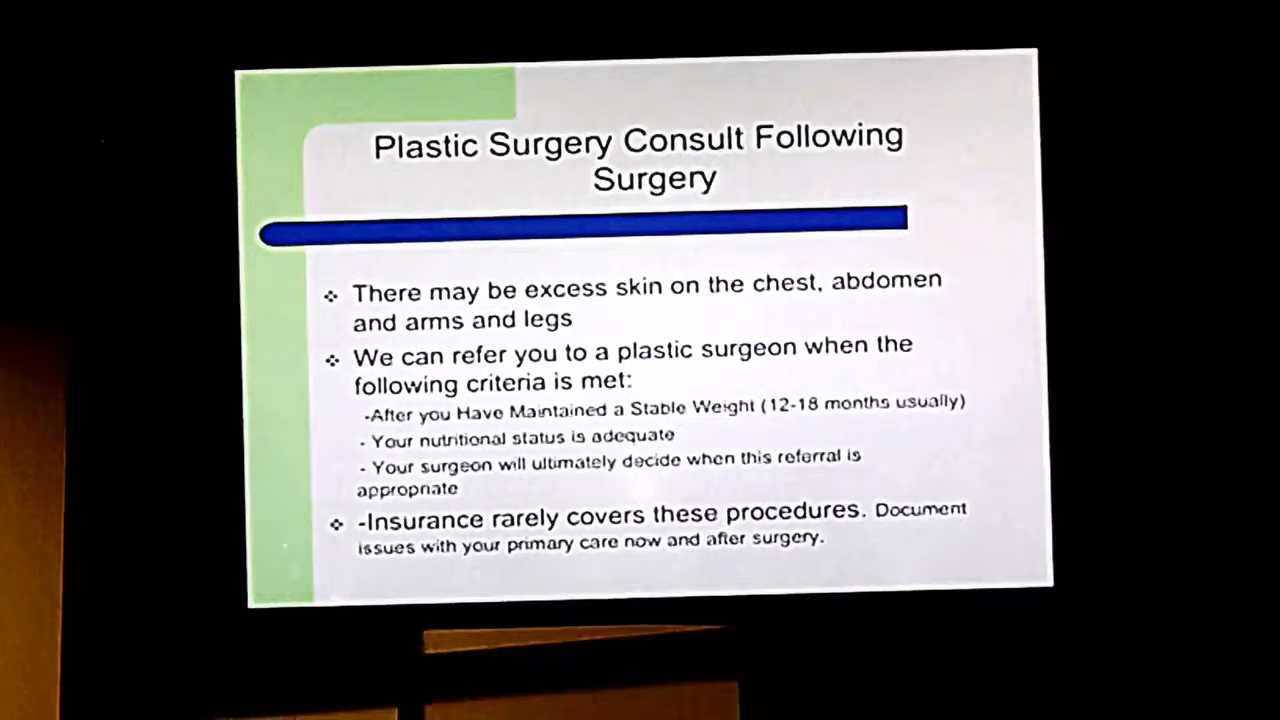 Plastic Surgery Consult Following
Surgery
❖ There may be excess skin on the chest, abdomen
and arms and legs
❖ We can refer you to a plastic surgeon when the
following criteria is met:
-After you Have Maintained a Stable Weight (12-18 months usually)
- Your nutritional status is adequate
- Your surgeon will ultimately decide when this referral is
appropriate
❖ -Insurance rarely covers these procedures. Document
issues with your primary care now and after surgery.